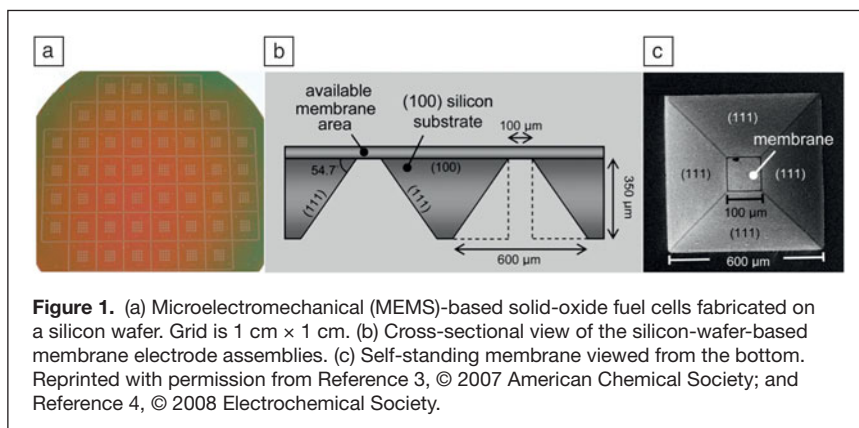 a
b
c
available
membrane
area
(100) silicon
substrate
100 µm
54.7°
(100)
(111)
(111)
350 µm
600 µm
(111)
membrane
(111)
(111)
100 µm
(111)
600 µm
Figure 1. (a) Microelectromechanical (MEMS)-based solid-oxide fuel cells fabricated on
a silicon wafer. Grid is 1 cm × 1 cm. (b) Cross-sectional view of the silicon-wafer-based
membrane electrode assemblies. (c) Self-standing membrane viewed from the bottom.
Reprinted with permission from Reference 3, © 2007 American Chemical Society; and
Reference 4, © 2008 Electrochemical Society.